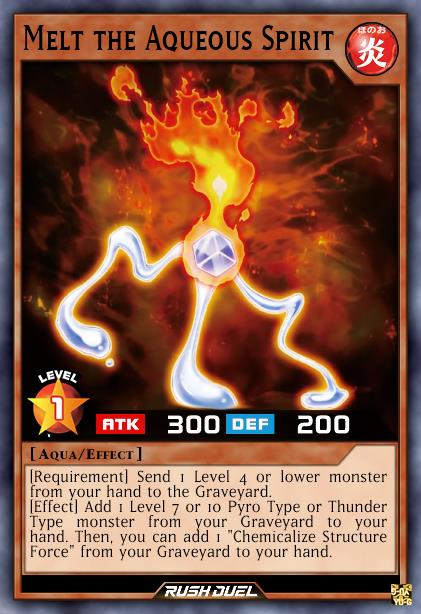 MELT THE AQUEOUS SPIRIT
ほのお
炎
LEVEL
1
ATK 300 DEF 200
[AQUA/EFFECT]
[Requirement] Send 1 Level 4 or lower monster
from your hand to the Graveyard.
[Effect] Add 1 Level 7 or 10 Pyro Type or Thunder
Type monster from your Graveyard to your
hand. Then, you can add 1 "Chemicalize Structure
Force" from your Graveyard to your hand.
RUSH DUEL